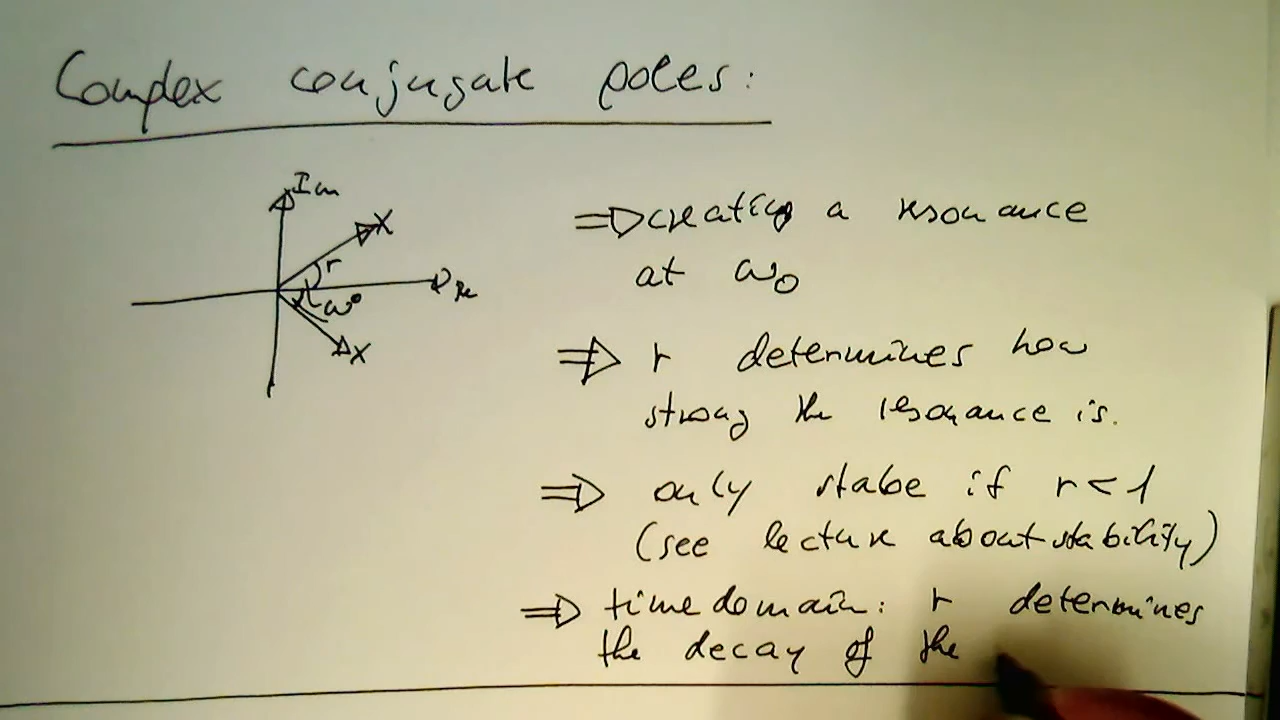 Complex conjugate poles:
Im
X
r
Re
ω0
X
⇒ creating a resonance
at ω0
⇒ r determines how
strong the resonance is.
⇒ only stabe if r < 1
(see lecture about stability)
⇒ time domain: r determines
the decay of the